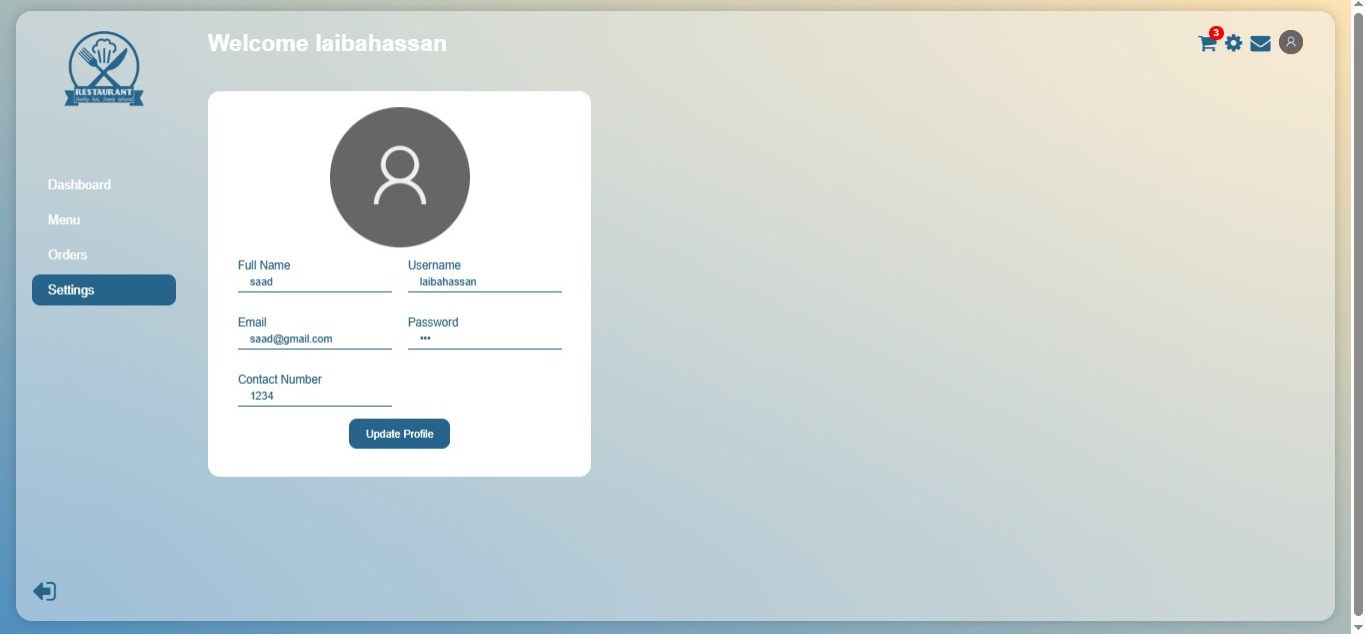 Welcome laibahassan
3
RESTAURANT
Dashboard
Menu
Orders
Settings
Full Name
saad
Username
laibahassan
Email
saad@gmail.com
Password
•••
Contact Number
1234
Update Profile